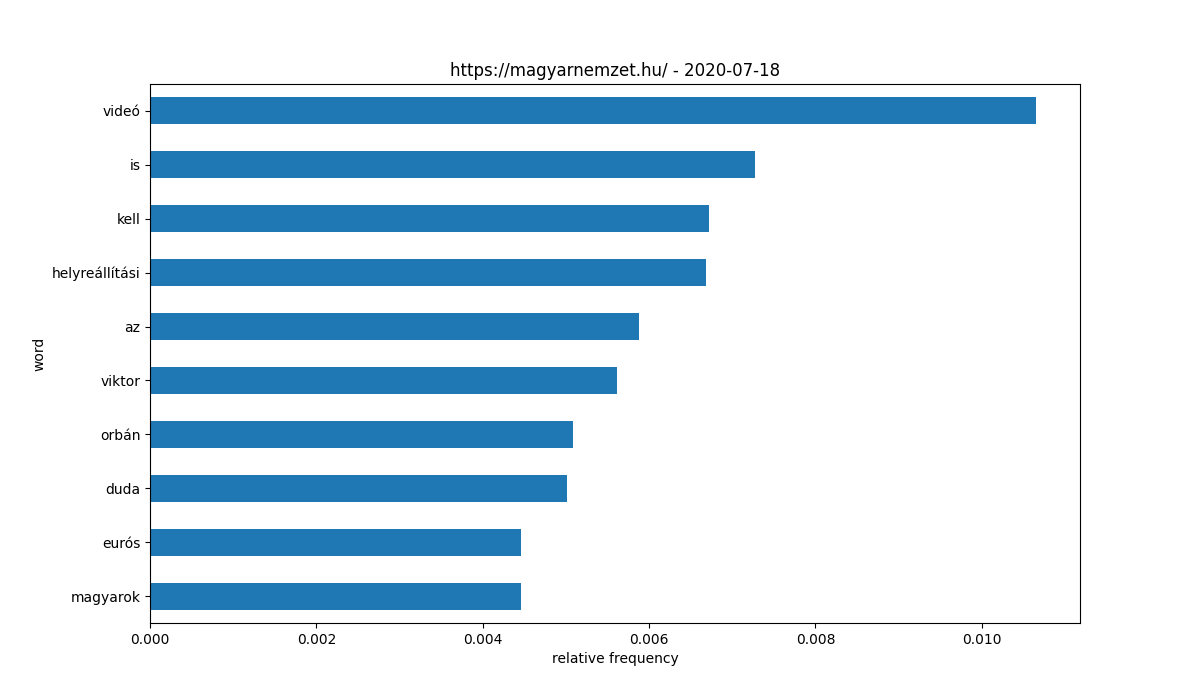 https://magyarnemzet.hu/ - 2020-07-18
videó
is
kell
helyreállítási
az
viktor
orbán
duda
eurós
magyarok
word
0.000 0.002 0.004 0.006 0.008 0.010
relative frequency